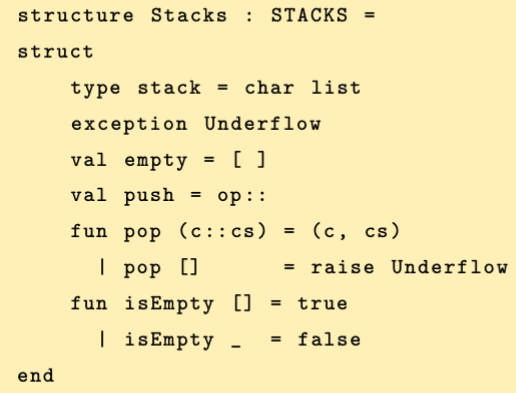 structure Stacks : STACKS =
struct
    type stack = char list
    exception Underflow
    val empty = [ ]
    val push = op::
    fun pop (c::cs) = (c, cs)
      | pop []      = raise Underflow
    fun isEmpty [] = true
      | isEmpty _  = false
end